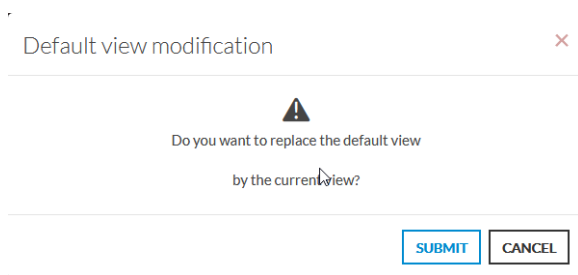 Default view modification
Do you want to replace the default view
by the current view?
SUBMIT
CANCEL